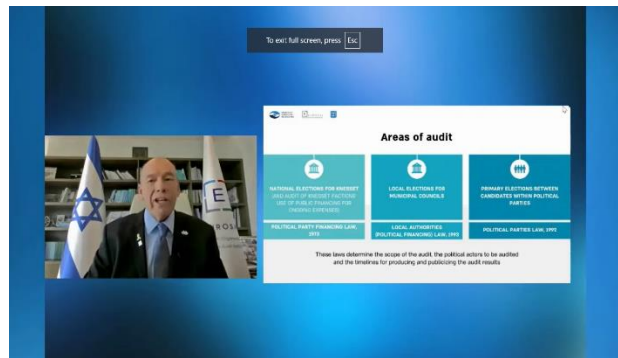 To exit full screen, press Esc
Areas of audit
NATIONAL ELECTIONS FOR KNESSET
(AND AUDIT OF KNESSET FACTIONS
USE OF PUBLIC FINANCING FOR
ONGOING EXPENSES)
LOCAL ELECTIONS FOR
MUNICIPAL COUNCILS
PRIMARY ELECTIONS BETWEEN
CANDIDATES WITHIN POLITICAL
PARTIES
POLITICAL PARTY FINANCING LAW,
LOCAL AUTHORITIES
(POLITICAL FINANCING) LAW, 1993
POLITICAL PARTIES LAW,
These laws determine the scope of the audit, the political actors to be audited
and the timelines for producing and publicizing the audit results
E
ROSA